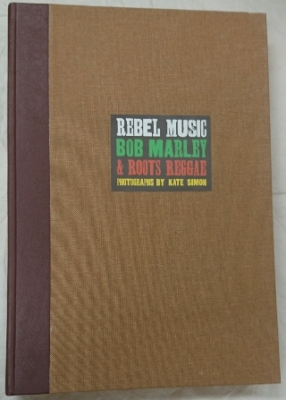 REBEL MUSIC
BOB MARLEY
& ROOTS REGGAE
PHOTOGRAPHS BY KATE SIMON